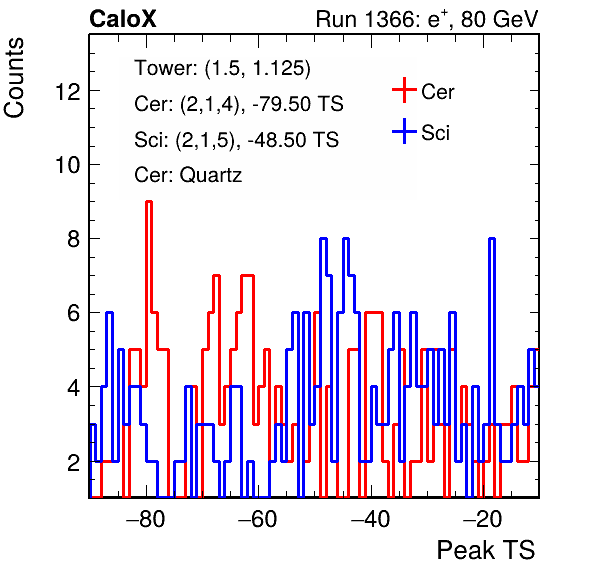 CaloX Run 1366: e⁺, 80 GeV
Counts
Tower: (1.5, 1.125)
Cer: (2,1,4), -79.50 TS
Sci: (2,1,5), -48.50 TS
Cer: Quartz
Cer
Sci
12
10
8
6
4
2
−80 −60 −40 −20
Peak TS